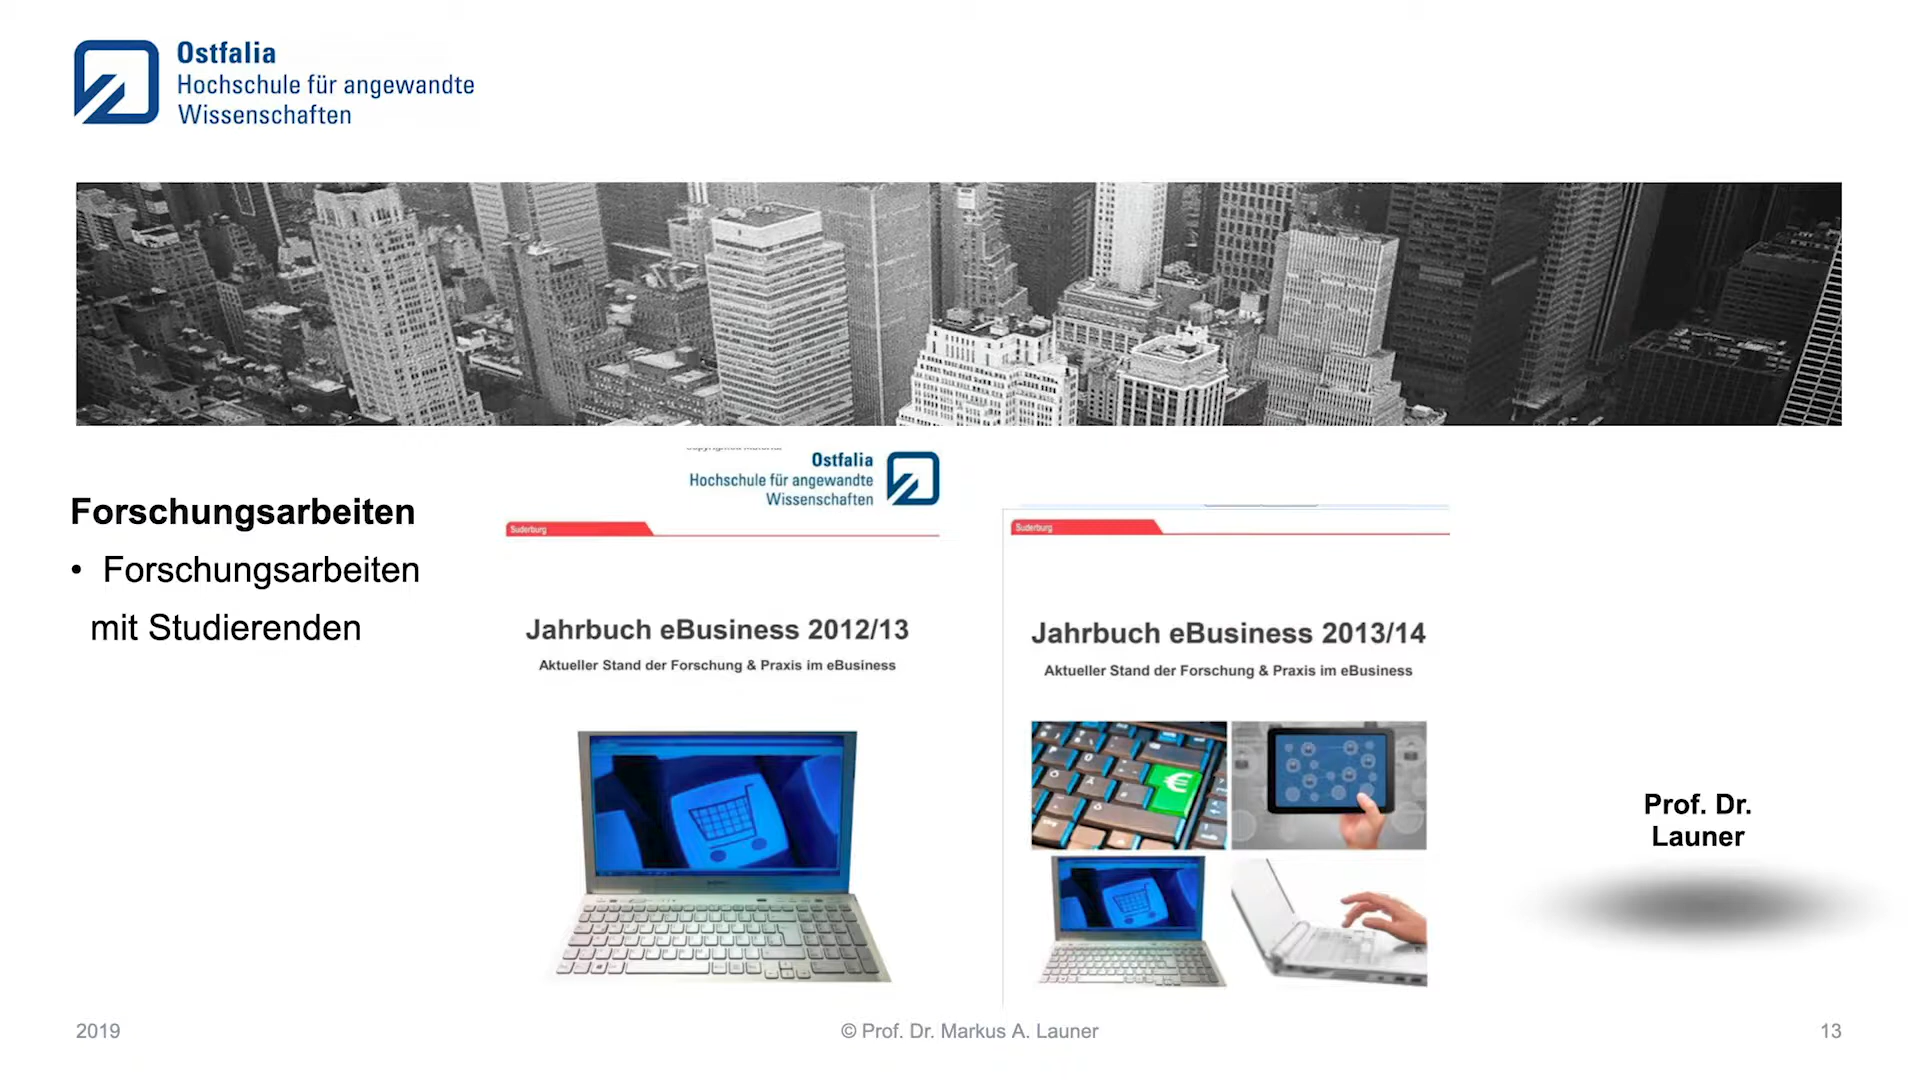 Ostfalia
Hochschule für angewandte
Wissenschaften
Forschungsarbeiten
• Forschungsarbeiten
mit Studierenden
Ostfalia
Hochschule für angewandte
Wissenschaften
Suderburg
Jahrbuch eBusiness 2012/13
Aktueller Stand der Forschung & Praxis im eBusiness
Suderburg
Jahrbuch eBusiness 2013/14
Aktueller Stand der Forschung & Praxis im eBusiness
€
Prof. Dr.
Launer
2019
© Prof. Dr. Markus A. Launer
13